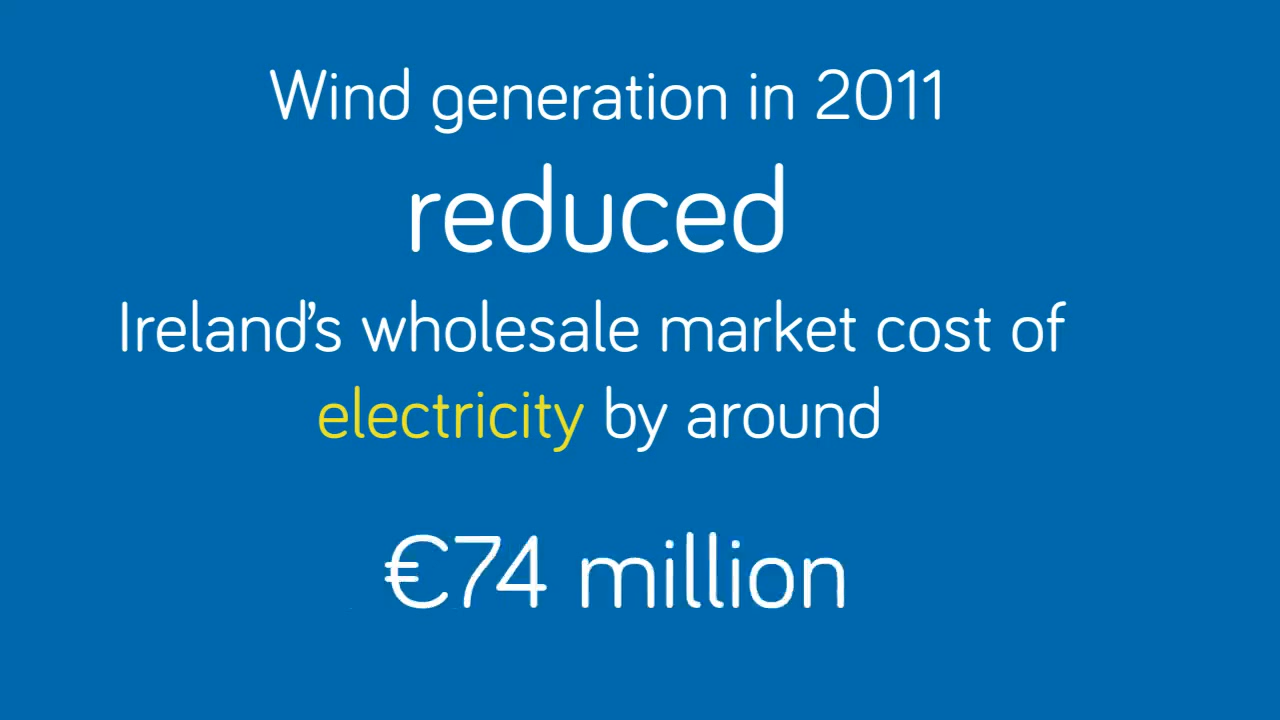 Wind generation in 2011
reduced
Ireland's wholesale market cost of
electricity by around
€74 million